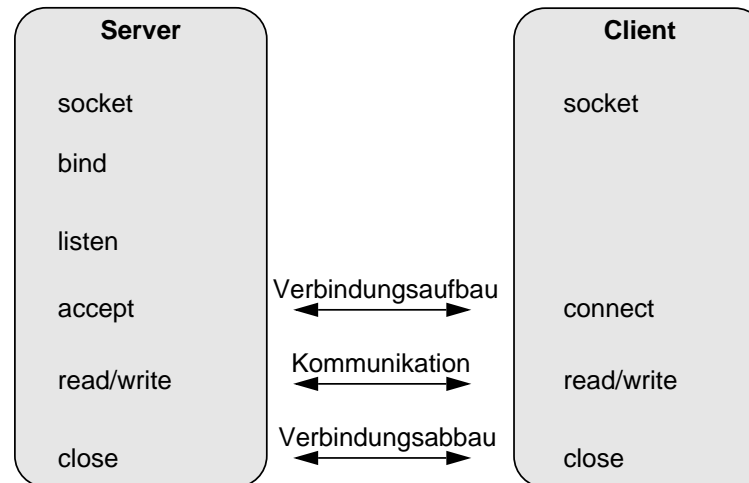 Server
Client
socket
socket
bind
listen
Verbindungsaufbau
accept
connect
Kommunikation
read/write
read/write
Verbindungsabbau
close
close